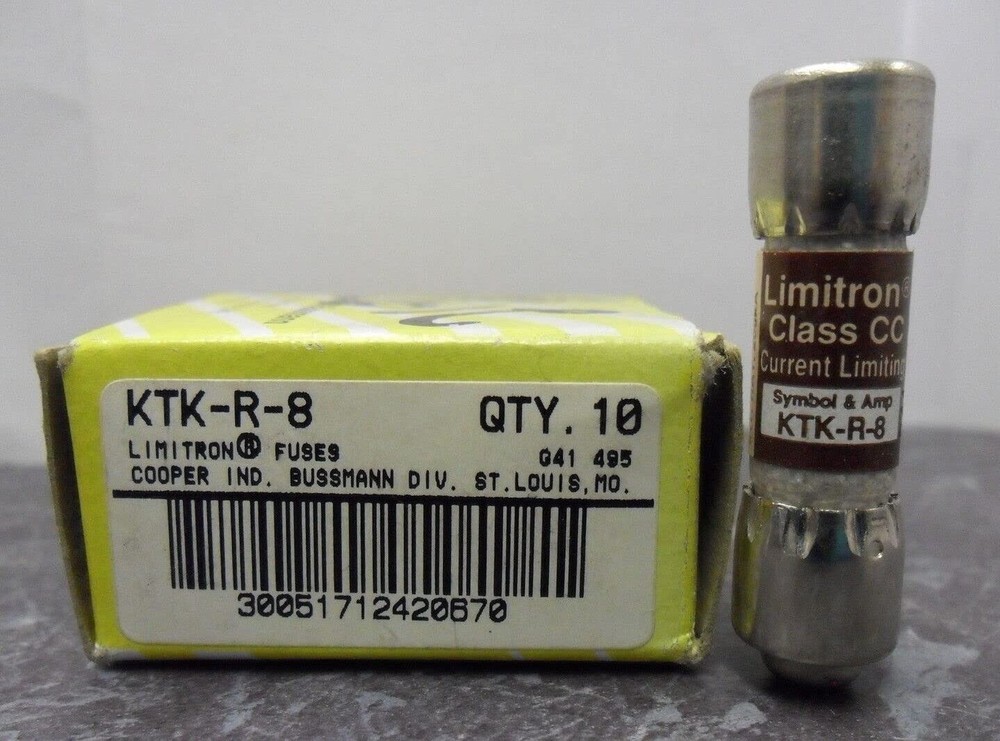 KTK-R-8 QTY. 10
LIMITRON® FUSES G41 495
COOPER IND. BUSSMANN DIV. ST.LOUIS,MO.
30051712420670
Limitron®
Class CC
Current Limiting
Symbol & Amp
KTK-R-8